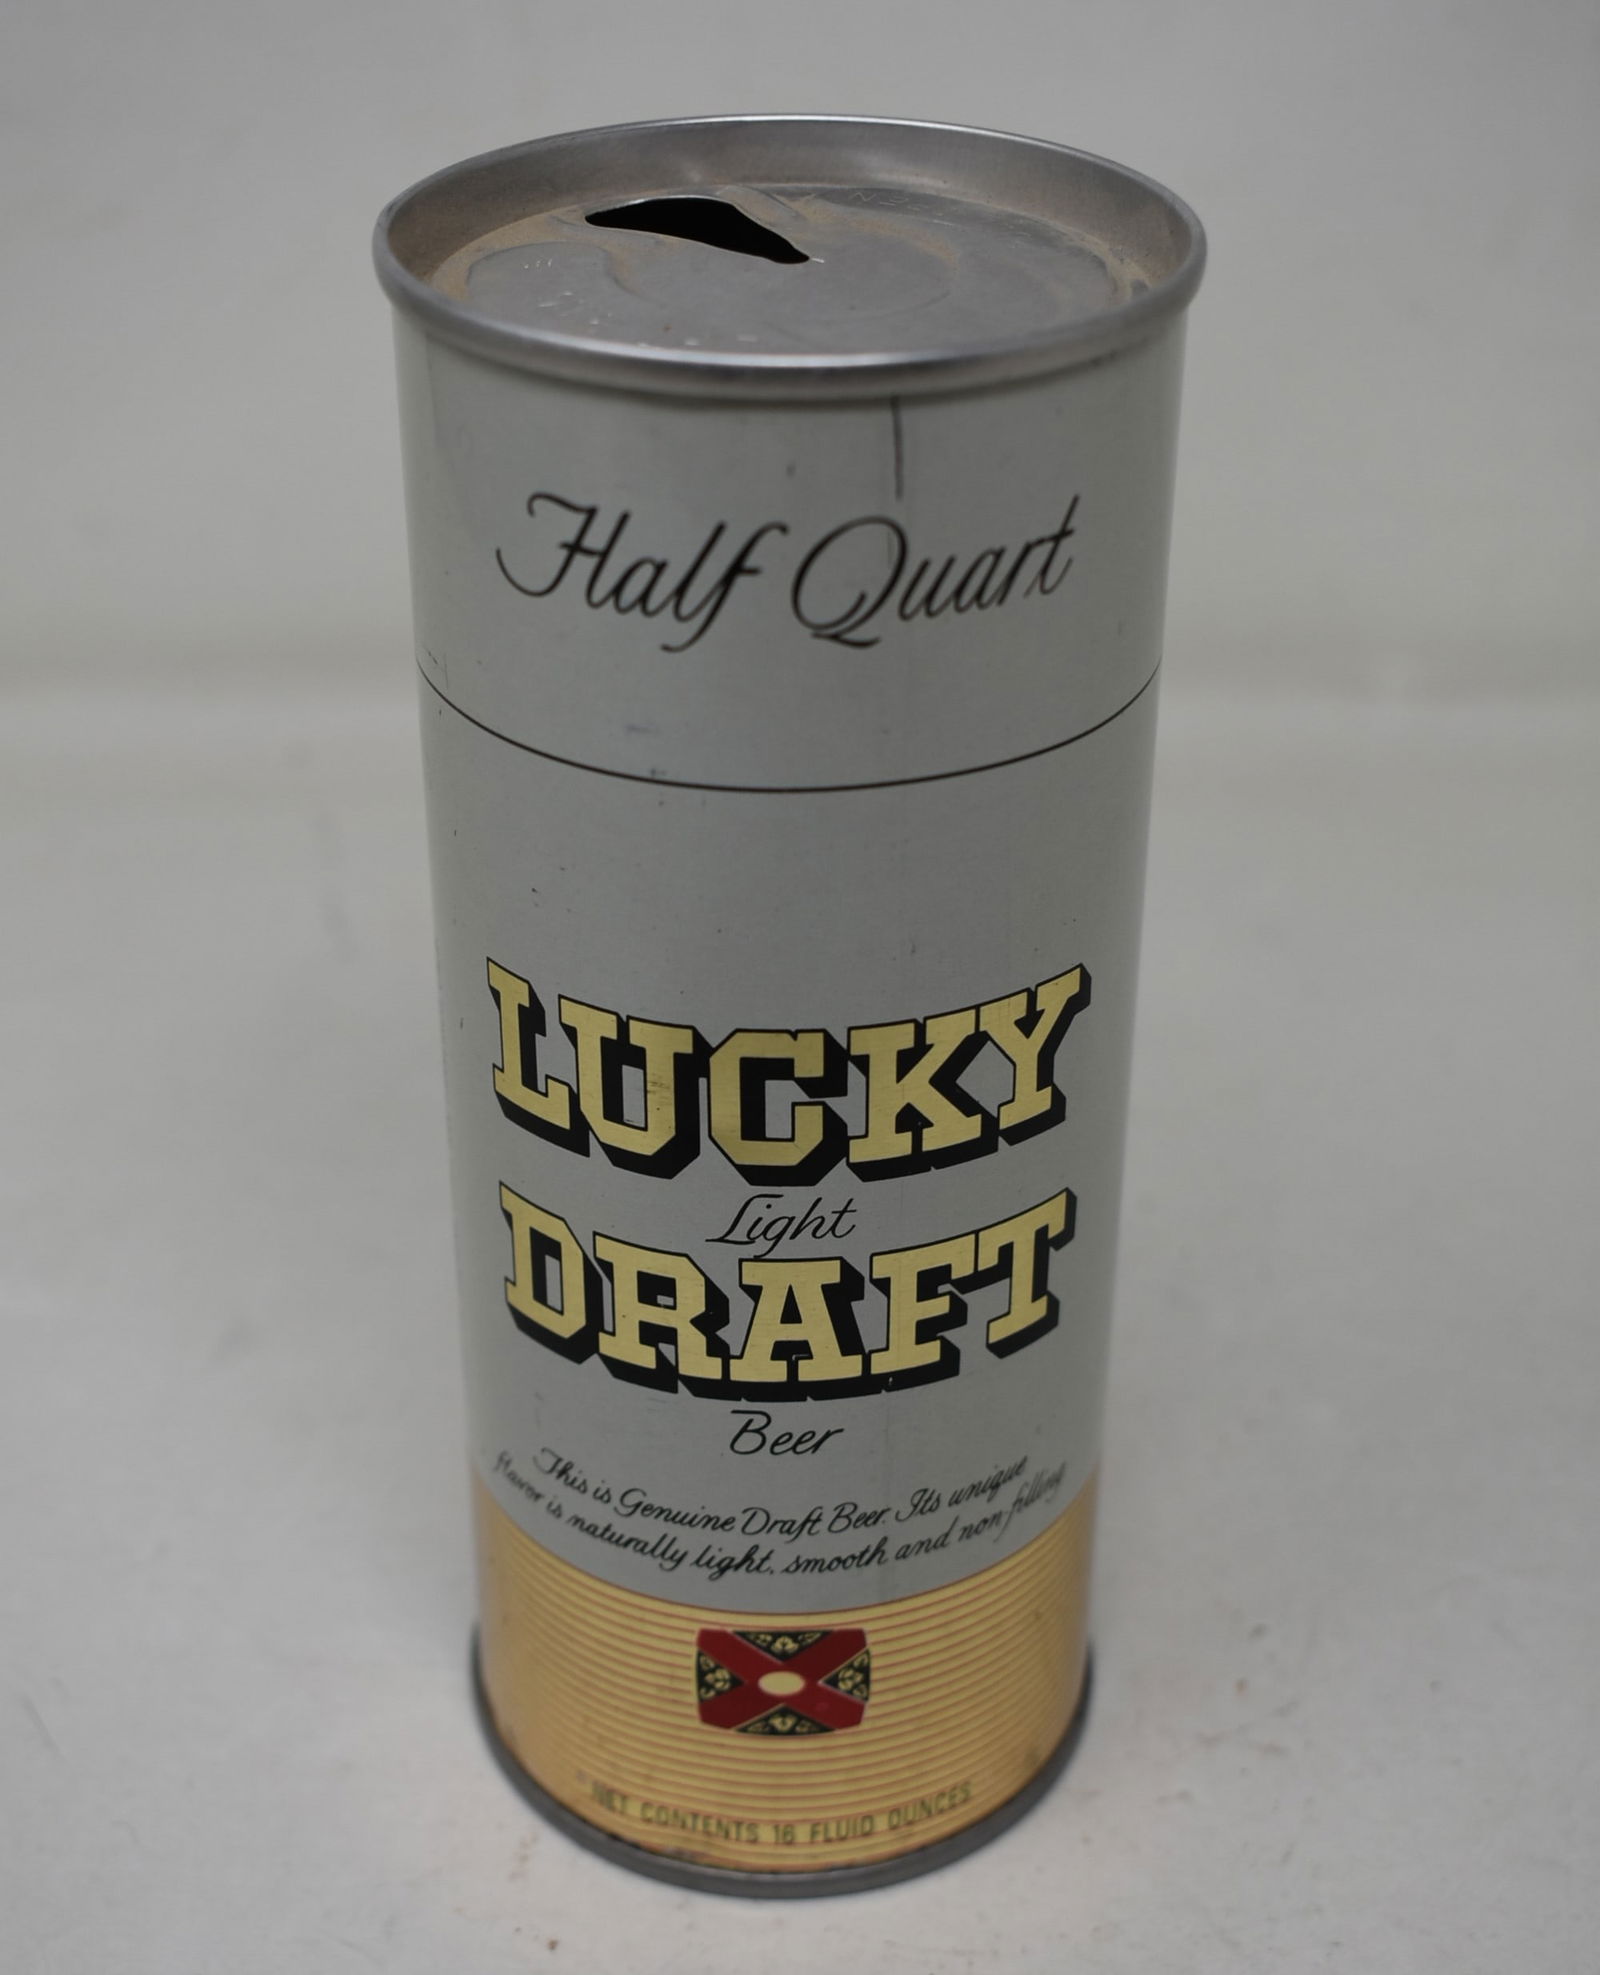 Half Quart
LUCKY
Light
DRAFT
Beer
This is Genuine Draft Beer. Its unique
flavor is naturally light, smooth and non filling
NET CONTENTS 16 FLUID OUNCES